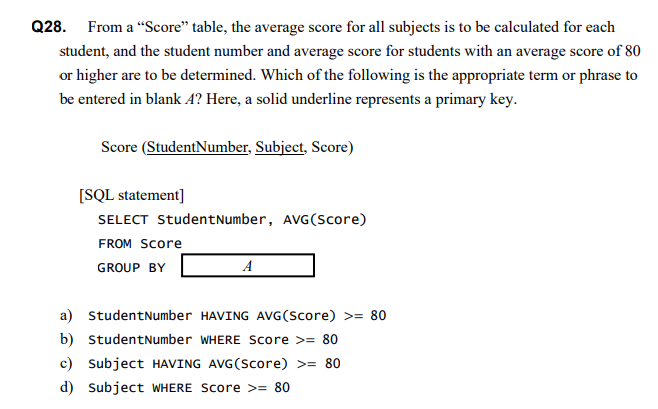 Q28. From a “Score” table, the average score for all subjects is to be calculated for each
student, and the student number and average score for students with an average score of 80
or higher are to be determined. Which of the following is the appropriate term or phrase to
be entered in blank A? Here, a solid underline represents a primary key.
Score (StudentNumber, Subject, Score)
[SQL statement]
SELECT StudentNumber, AVG(Score)
FROM Score
GROUP BY A
a) StudentNumber HAVING AVG(Score) >= 80
b) StudentNumber WHERE Score >= 80
c) Subject HAVING AVG(Score) >= 80
d) Subject WHERE Score >= 80